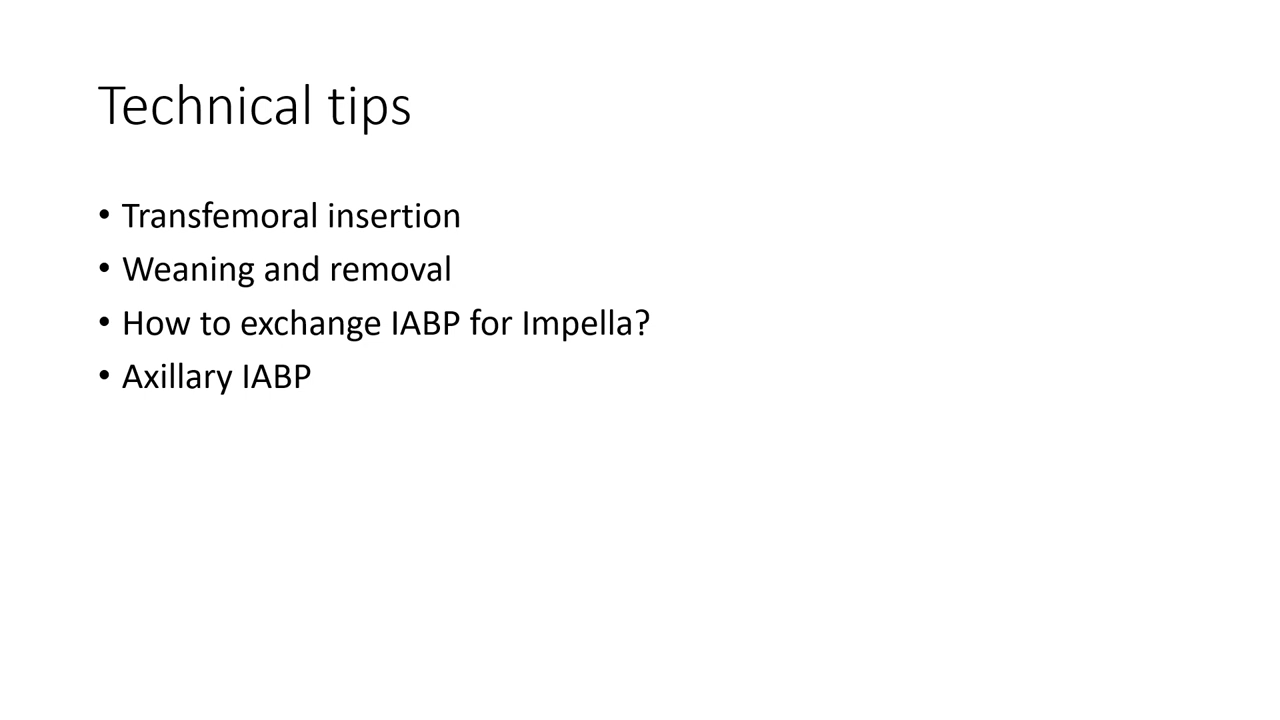 Technical tips
• Transfemoral insertion
• Weaning and removal
• How to exchange IABP for Impella?
• Axillary IABP